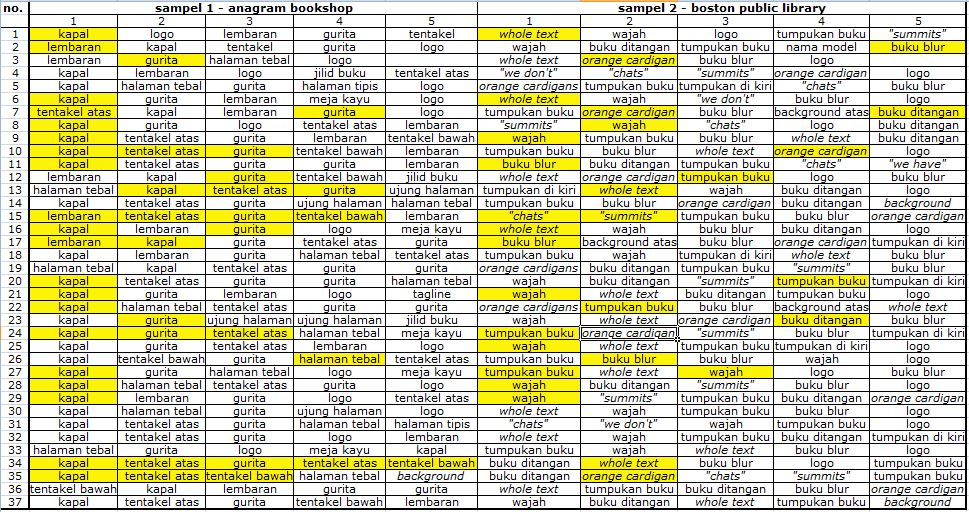 no. sampel 1 - anagram bookshop sampel 2 - boston public library
1 2 3 4 5 1 2 3 4 5
1 kapal logo lembaran gurita tentakel whole text wajah logo tumpukan buku "summits"
2 lembaran kapal tentakel gurita logo wajah buku ditangan tumpukan buku nama model buku blur
3 lembaran gurita halaman tebal logo whole text orange cardigan buku blur logo
4 kapal lembaran logo jilid buku tentakel atas "we don't" "chats" "summits" orange cardigan logo
5 kapal halaman tebal gurita halaman tipis logo orange cardigans tumpukan buku tumpukan di kiri "chats" buku blur
6 kapal gurita lembaran meja kayu logo whole text wajah "we don't" buku blur logo
7 tentakel atas kapal lembaran gurita logo tumpukan buku orange cardigan buku blur background atas buku ditangan
8 kapal gurita logo tentakel atas lembaran "summits" wajah "chats" logo buku ditangan
9 kapal tentakel atas gurita lembaran tentakel bawah wajah tumpukan buku buku blur whole text buku ditangan
10 kapal tentakel atas gurita tentakel bawah lembaran tumpukan buku buku blur whole text orange cardigan logo
11 kapal tentakel atas gurita gurita lembaran buku blur buku ditangan tumpukan buku "chats" "we have"
12 lembaran kapal gurita tentakel bawah jilid buku whole text orange cardigan tumpukan buku logo buku blur
13 halaman tebal kapal tentakel atas gurita ujung halaman tumpukan di kiri whole text wajah buku ditangan logo
14 kapal tentakel atas gurita ujung halaman halaman tebal tumpukan buku buku blur orange cardigan buku ditangan background
15 lembaran tentakel atas gurita tentakel bawah lembaran "chats" "summits" tumpukan buku buku blur orange cardigan
16 kapal lembaran gurita logo meja kayu whole text wajah buku ditangan buku blur logo
17 lembaran kapal gurita tentakel atas gurita buku blur background atas buku blur orange cardigan tumpukan di kiri
18 kapal lembaran halaman tebal gurita logo tumpukan buku wajah tumpukan di kiri whole text buku blur
19 halaman tebal kapal tentakel atas gurita gurita orange cardigans buku ditangan tumpukan buku "summits" buku blur
20 kapal tentakel atas gurita gurita halaman tebal wajah buku ditangan "summits" tumpukan buku tumpukan di kiri
21 kapal gurita lembaran logo tagline wajah whole text buku ditangan tumpukan buku logo
22 kapal halaman tebal tentakel atas gurita gurita orange cardigans tumpukan buku buku blur background atas whole text
23 kapal gurita ujung halaman ujung halaman jilid buku wajah whole text orange cardigan buku ditangan buku blur
24 kapal gurita tentakel atas halaman tebal meja kayu tumpukan buku orange cardigan "summits" buku blur tumpukan di kiri
25 kapal gurita tentakel atas lembaran logo wajah whole text tumpukan buku tumpukan di kiri logo
26 kapal tentakel bawah gurita halaman tebal tentakel atas tumpukan buku buku blur buku blur wajah logo
27 kapal gurita halaman tebal logo meja kayu tumpukan buku whole text wajah logo buku blur
28 kapal halaman tebal tentakel atas gurita logo wajah buku ditangan "summits" buku blur logo
29 kapal lembaran gurita logo tentakel atas wajah "summits" buku blur buku ditangan orange cardigan
30 kapal halaman tebal gurita ujung halaman logo whole text wajah tumpukan buku buku blur logo
31 kapal tentakel atas gurita halaman tebal halaman tipis "chats" "we don't" wajah tumpukan buku logo
32 kapal tentakel atas gurita logo lembaran whole text wajah tumpukan buku buku ditangan tumpukan di kiri
33 halaman tebal gurita logo meja kayu kapal tumpukan buku wajah tumpukan buku buku blur logo
34 kapal tentakel atas gurita tentakel atas tentakel bawah buku ditangan whole text buku blur logo tumpukan buku
35 kapal tentakel atas tentakel bawah halaman tebal background buku ditangan orange cardigan "chats" "summits" tumpukan buku
36 tentakel bawah kapal lembaran gurita gurita whole text tumpukan buku buku ditangan buku blur orange cardigan
37 kapal tentakel atas gurita tentakel bawah lembaran wajah buku ditangan whole text tumpukan buku background